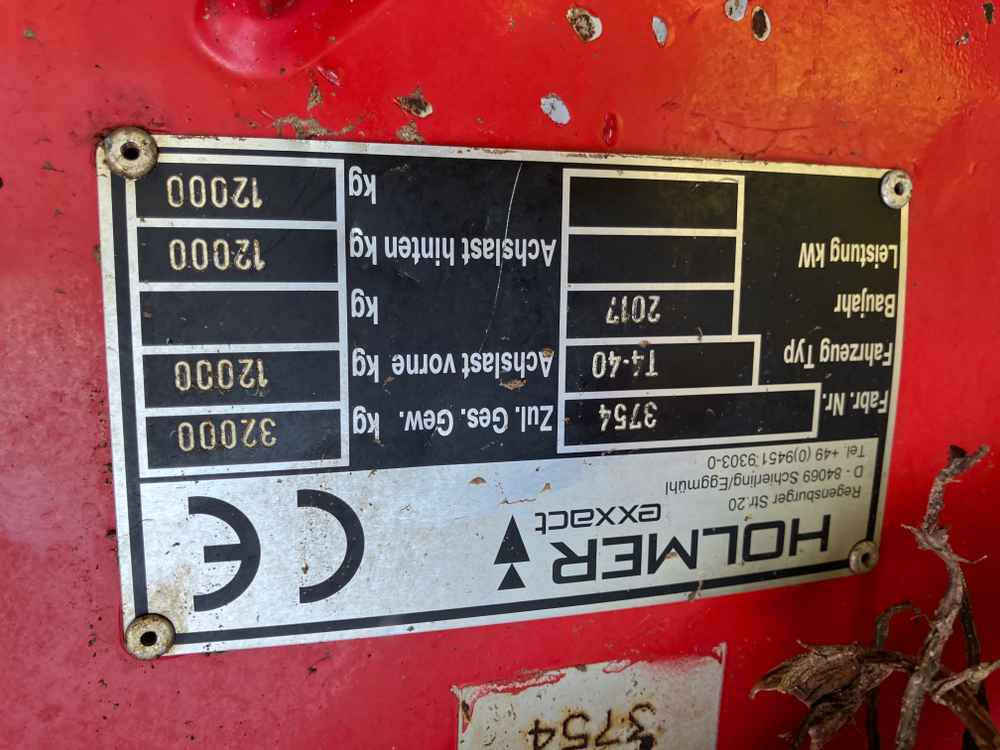 HOLMER
exxact
Regensburger Str.20
D - 84069 Schierling/Eggmühl
Tel. +49 (0)9451 9303-0
CE
Fabr. Nr. 3754
Fahrzeug Typ T4-40
Baujahr 2017
Leistung kW
Zul. Ges. Gew. kg 32000
Achslast vorne kg 12000
kg
Achslast hinten kg 12000
kg 12000
3754